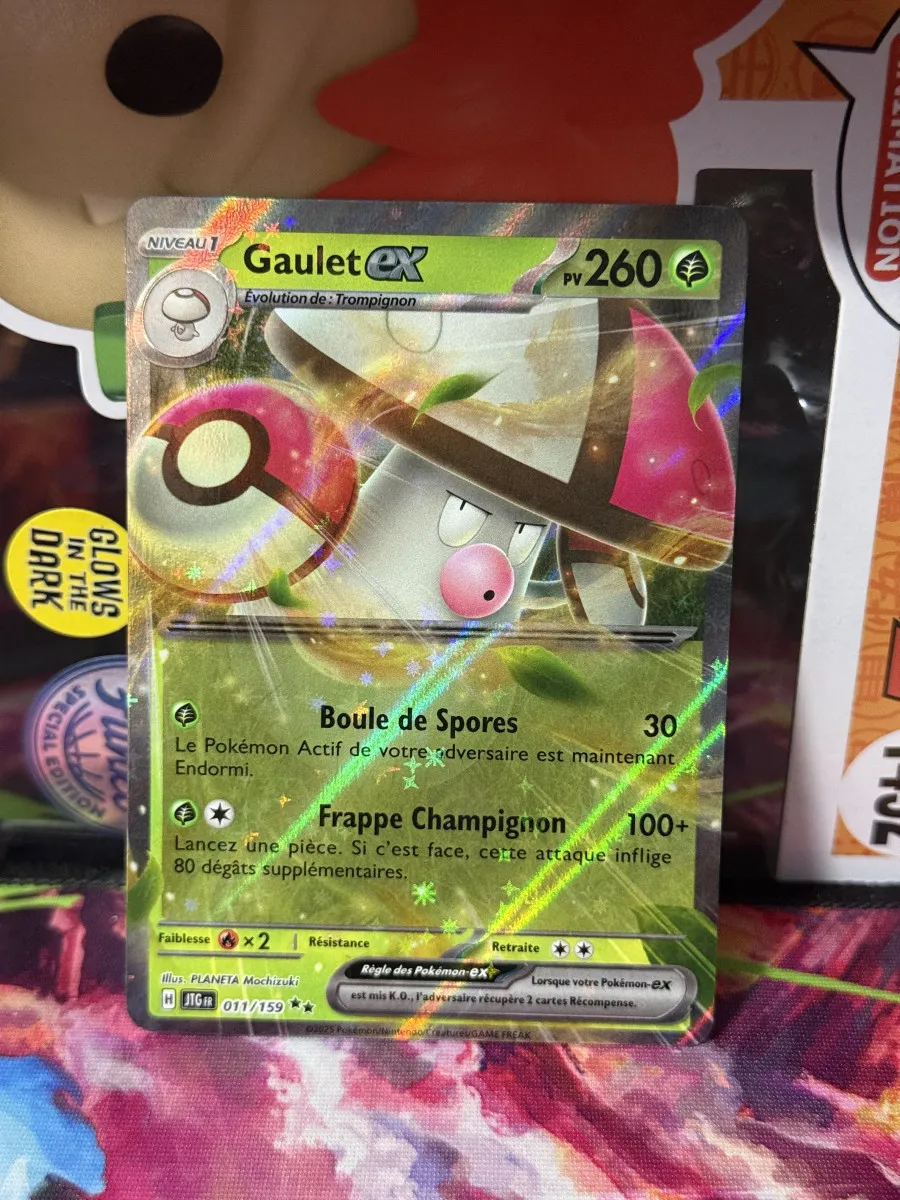 NIMATION
NIVEAU 1
Gaulet ex
PV 260
Évolution de : Trompignon
GLOWS
IN THE
DARK
SPECIAL EDITION
Boule de Spores 30
Le Pokémon Actif de votre adversaire est maintenant
Endormi.
Frappe Champignon 100+
Lancez une pièce. Si c'est face, cette attaque inflige
80 dégâts supplémentaires.
Faiblesse ×2 Résistance Retraite
Illus. PLANETA Mochizuki
Règle des Pokémon-ex Lorsque votre Pokémon-ex
est mis K.O., l'adversaire récupère 2 cartes Récompense.
H JTG FR 011/159
©2025 Pokémon/Nintendo/Creatures/GAME FREAK
1452